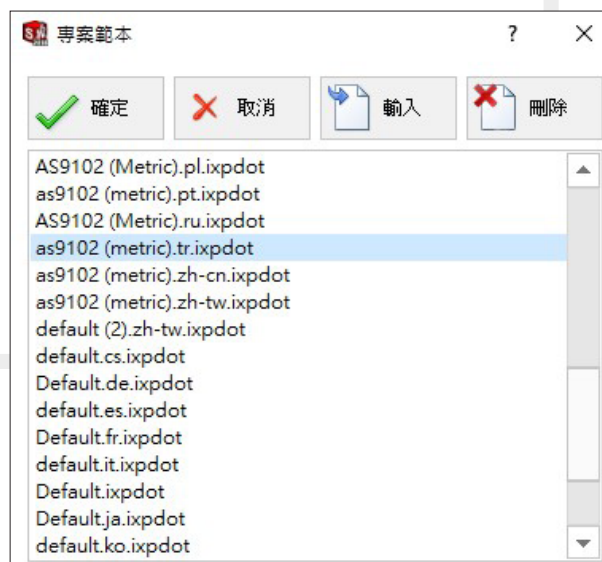 專案範本 ?
確定 取消 輸入 刪除
AS9102 (Metric).pl.ixpdot
as9102 (metric).pt.ixpdot
AS9102 (Metric).ru.ixpdot
as9102 (metric).tr.ixpdot
as9102 (metric).zh-cn.ixpdot
as9102 (metric).zh-tw.ixpdot
default (2).zh-tw.ixpdot
default.cs.ixpdot
Default.de.ixpdot
default.es.ixpdot
Default.fr.ixpdot
default.it.ixpdot
Default.ixpdot
Default.ja.ixpdot
default.ko.ixpdot